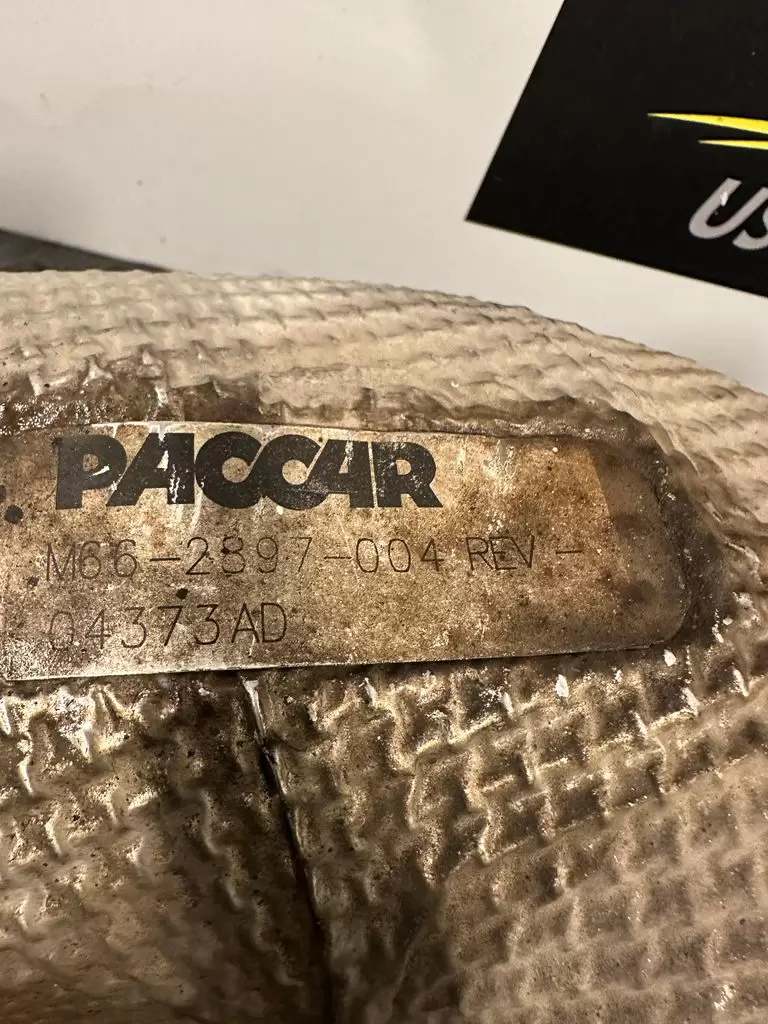 US
PACCAR
M66-2897-004 REV -
04373AD